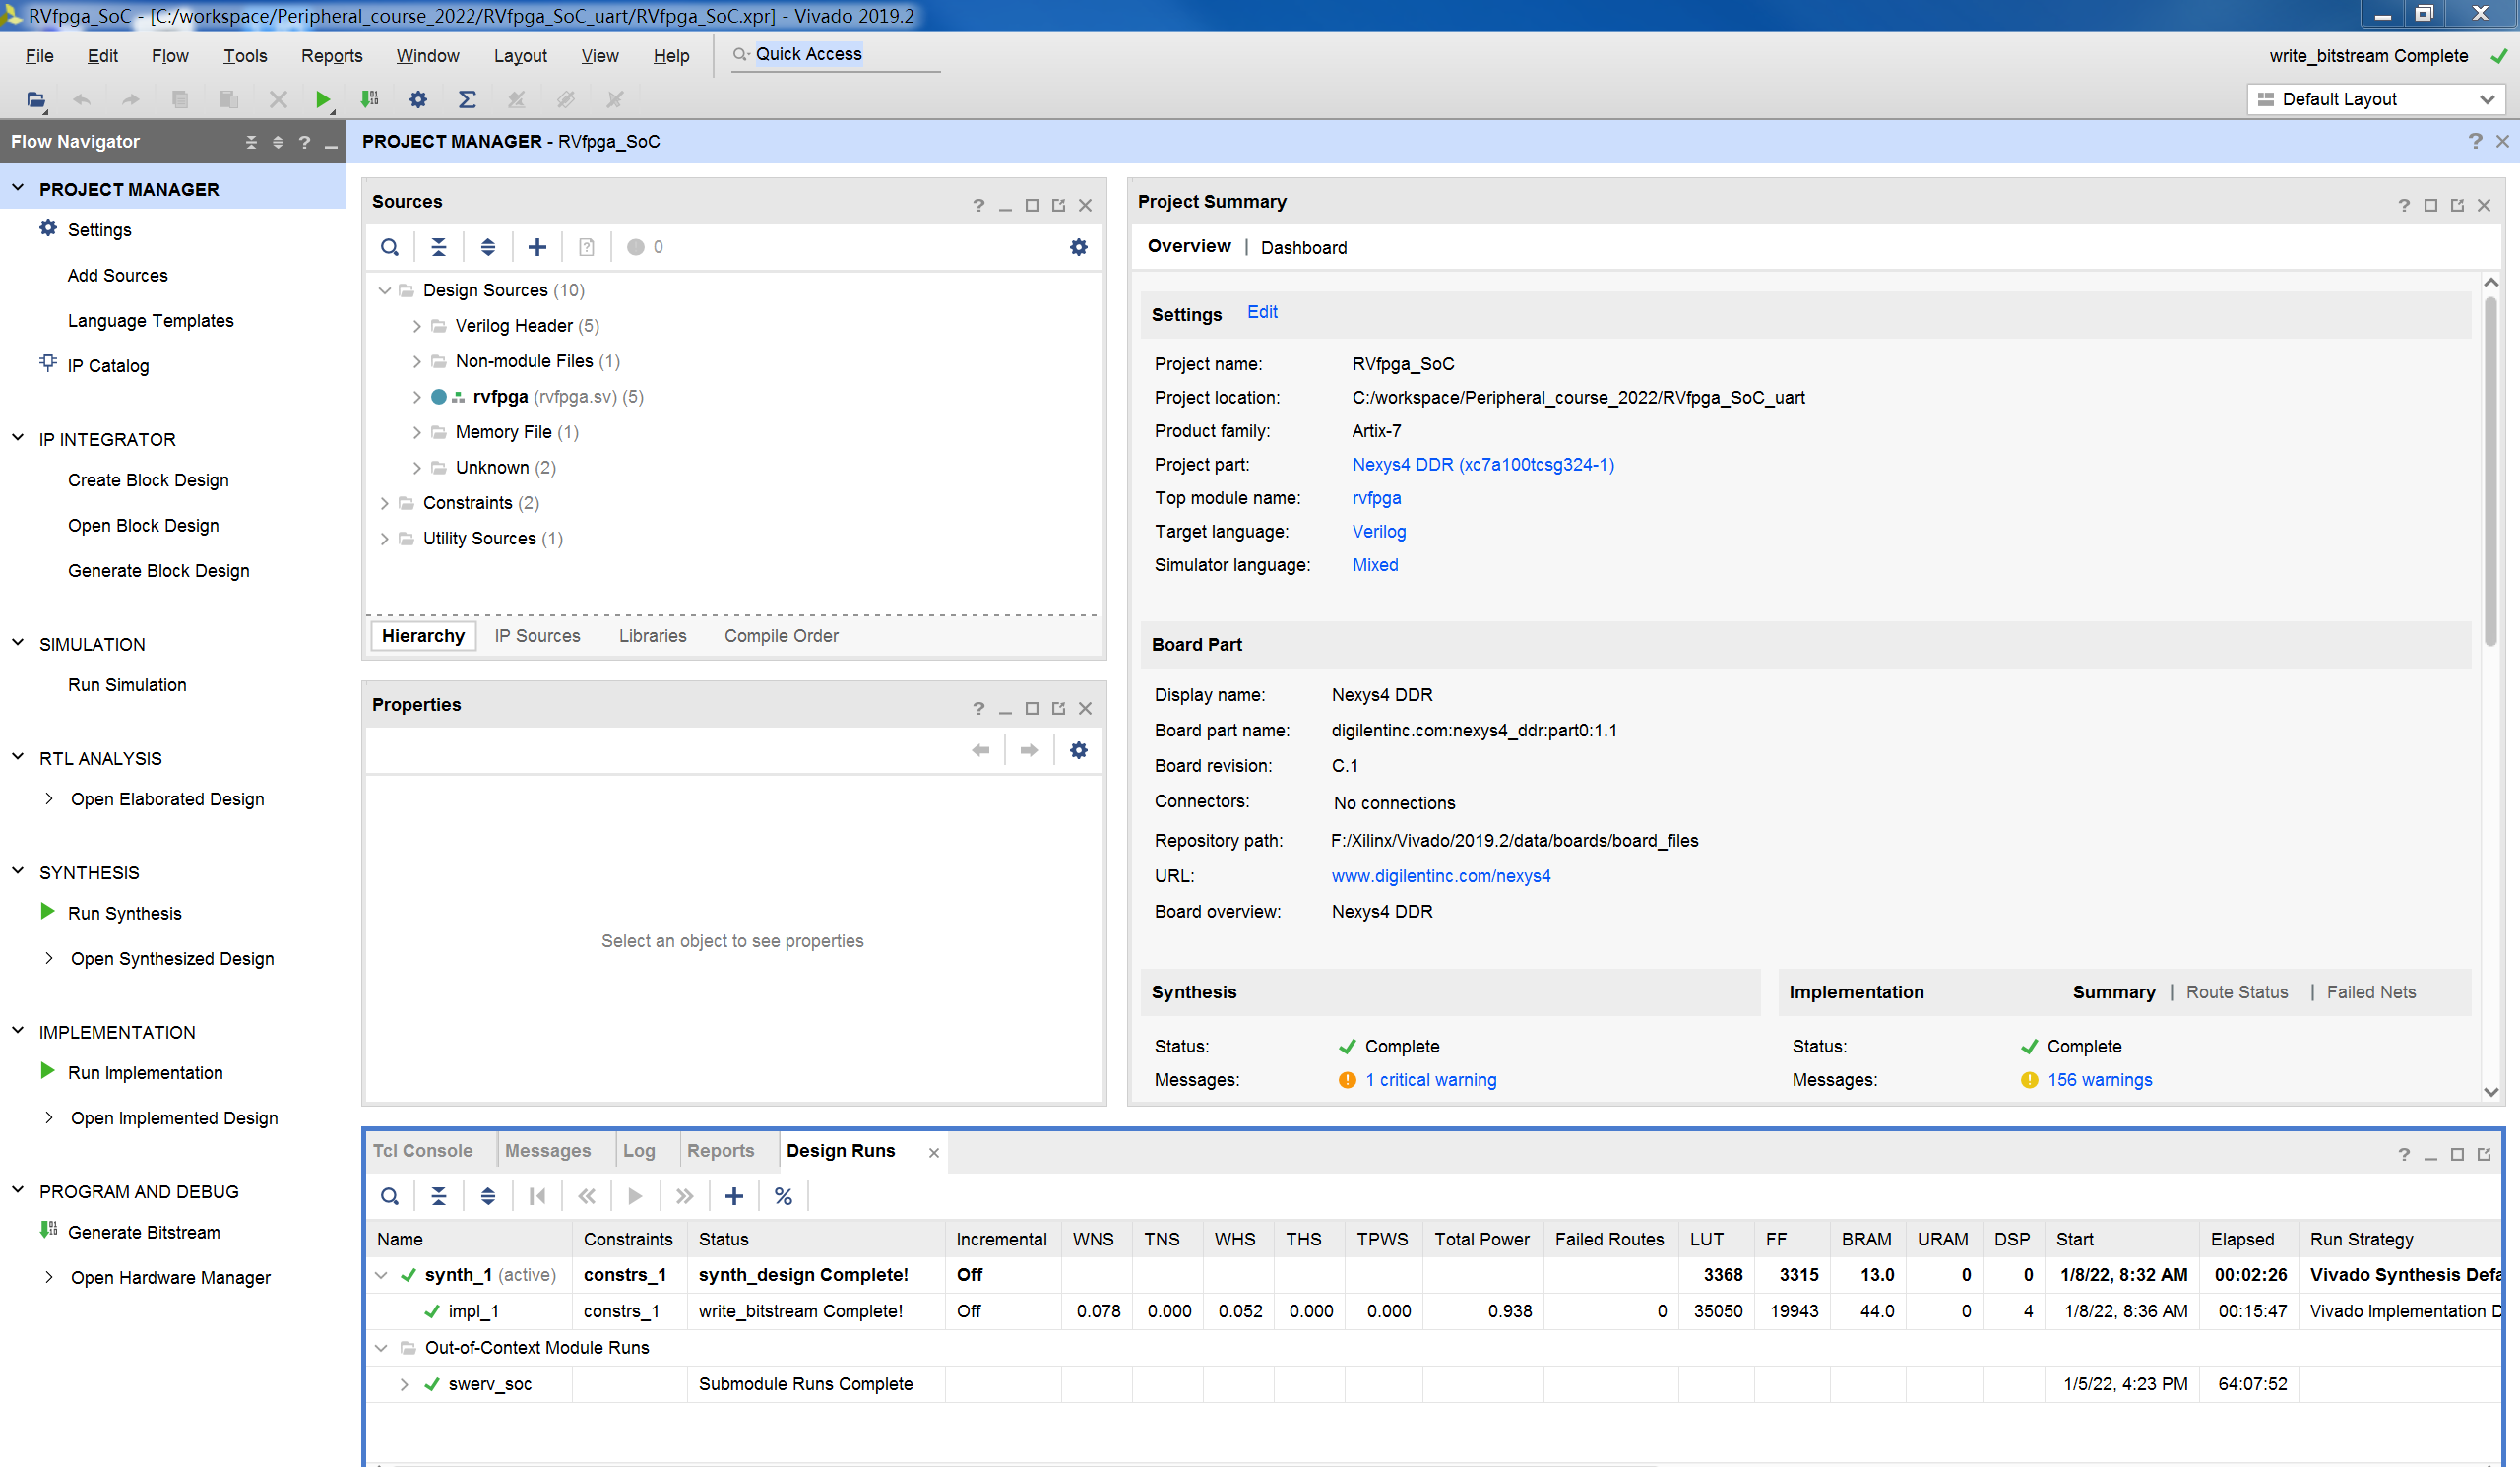 RVfpga_SoC - [C:/workspace/Peripheral_course_2022/RVfpga_SoC_uart/RVfpga_SoC.xpr] - Vivado 2019.2
File Edit Flow Tools Reports Window Layout View Help Quick Access write_bitstream Complete
Default Layout
Flow Navigator
PROJECT MANAGER
Settings
Add Sources
Language Templates
IP Catalog
IP INTEGRATOR
Create Block Design
Open Block Design
Generate Block Design
SIMULATION
Run Simulation
RTL ANALYSIS
Open Elaborated Design
SYNTHESIS
Run Synthesis
Open Synthesized Design
IMPLEMENTATION
Run Implementation
Open Implemented Design
PROGRAM AND DEBUG
Generate Bitstream
Open Hardware Manager
PROJECT MANAGER - RVfpga_SoC
Sources
0
Design Sources (10)
Verilog Header (5)
Non-module Files (1)
rvfpga (rvfpga.sv) (5)
Memory File (1)
Unknown (2)
Constraints (2)
Utility Sources (1)
Hierarchy IP Sources Libraries Compile Order
Properties
Select an object to see properties
Project Summary
Overview | Dashboard
Settings Edit
Project name: RVfpga_SoC
Project location: C:/workspace/Peripheral_course_2022/RVfpga_SoC_uart
Product family: Artix-7
Project part: Nexys4 DDR (xc7a100tcsg324-1)
Top module name: rvfpga
Target language: Verilog
Simulator language: Mixed
Board Part
Display name: Nexys4 DDR
Board part name: digilentinc.com:nexys4_ddr:part0:1.1
Board revision: C.1
Connectors: No connections
Repository path: F:/Xilinx/Vivado/2019.2/data/boards/board_files
URL: www.digilentinc.com/nexys4
Board overview: Nexys4 DDR
Synthesis
Status: Complete
Messages: 1 critical warning
Implementation Summary | Route Status | Failed Nets
Status: Complete
Messages: 156 warnings
Tcl Console Messages Log Reports Design Runs
Name Constraints Status Incremental WNS TNS WHS THS TPWS Total Power Failed Routes LUT FF BRAM URAM DSP Start Elapsed Run Strategy
synth_1 (active) constrs_1 synth_design Complete! Off 3368 3315 13.0 0 0 1/8/22, 8:32 AM 00:02:26 Vivado Synthesis Defa
impl_1 constrs_1 write_bitstream Complete! Off 0.078 0.000 0.052 0.000 0.000 0.938 0 35050 19943 44.0 0 4 1/8/22, 8:36 AM 00:15:47 Vivado Implementation D
Out-of-Context Module Runs
swerv_soc Submodule Runs Complete 1/5/22, 4:23 PM 64:07:52